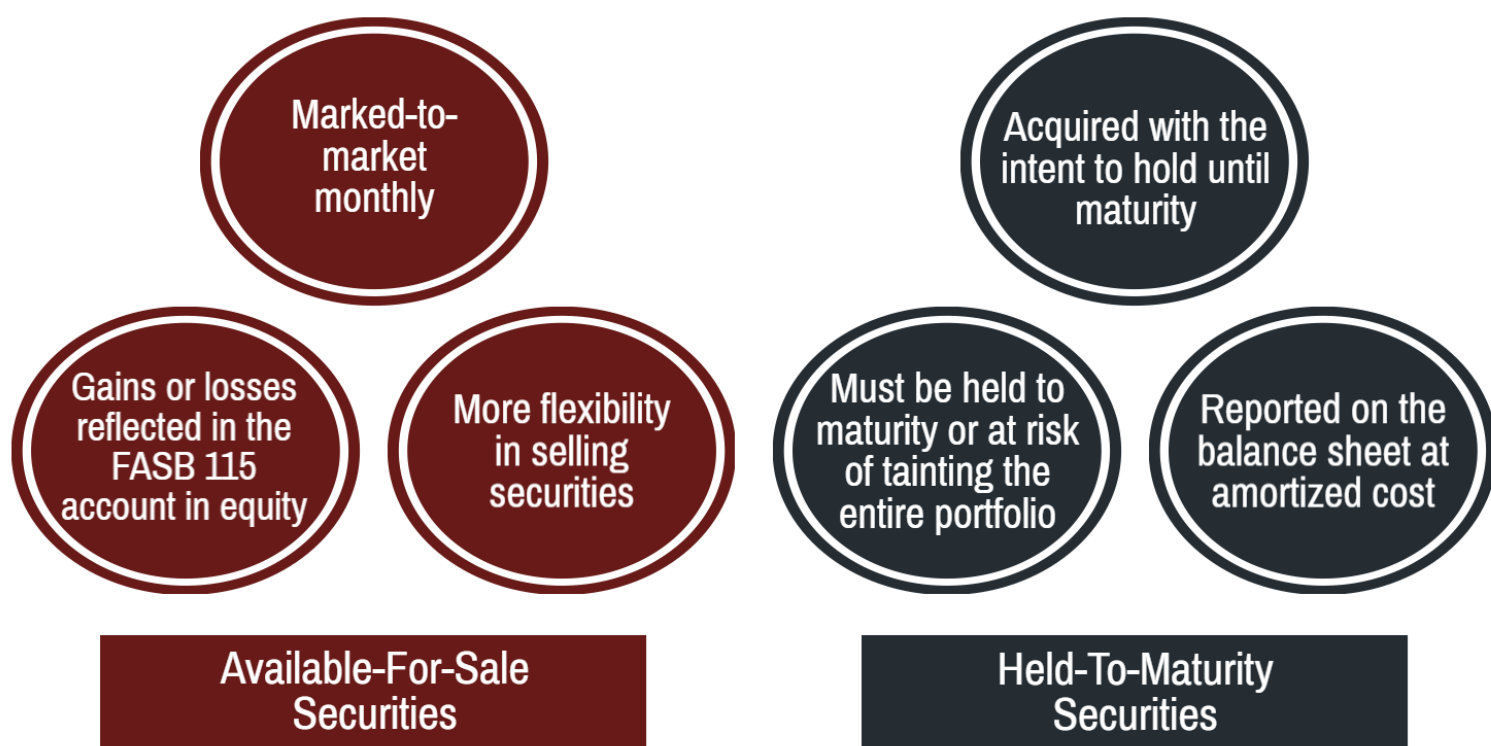 Marked-to-
market
monthly
Gains or losses
reflected in the
FASB 115
account in equity
More flexibility
in selling
securities
Available-For-Sale
Securities
Acquired with the
intent to hold until
maturity
Must be held to
maturity or at risk
of tainting the
entire portfolio
Reported on the
balance sheet at
amortized cost
Held-To-Maturity
Securities